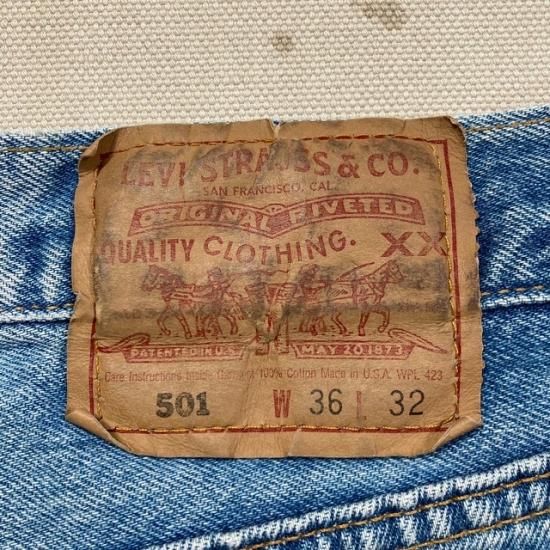 LEVI STRAUSS & CO.
SAN FRANCISCO, CAL.
ORIGINAL RIVETED
QUALITY CLOTHING. XX
PATENTED IN U.S. MAY 20 1873
Care Instructions Inside Garment 100% Cotton Made in U.S.A. WPL 423
501 W 36 L 32